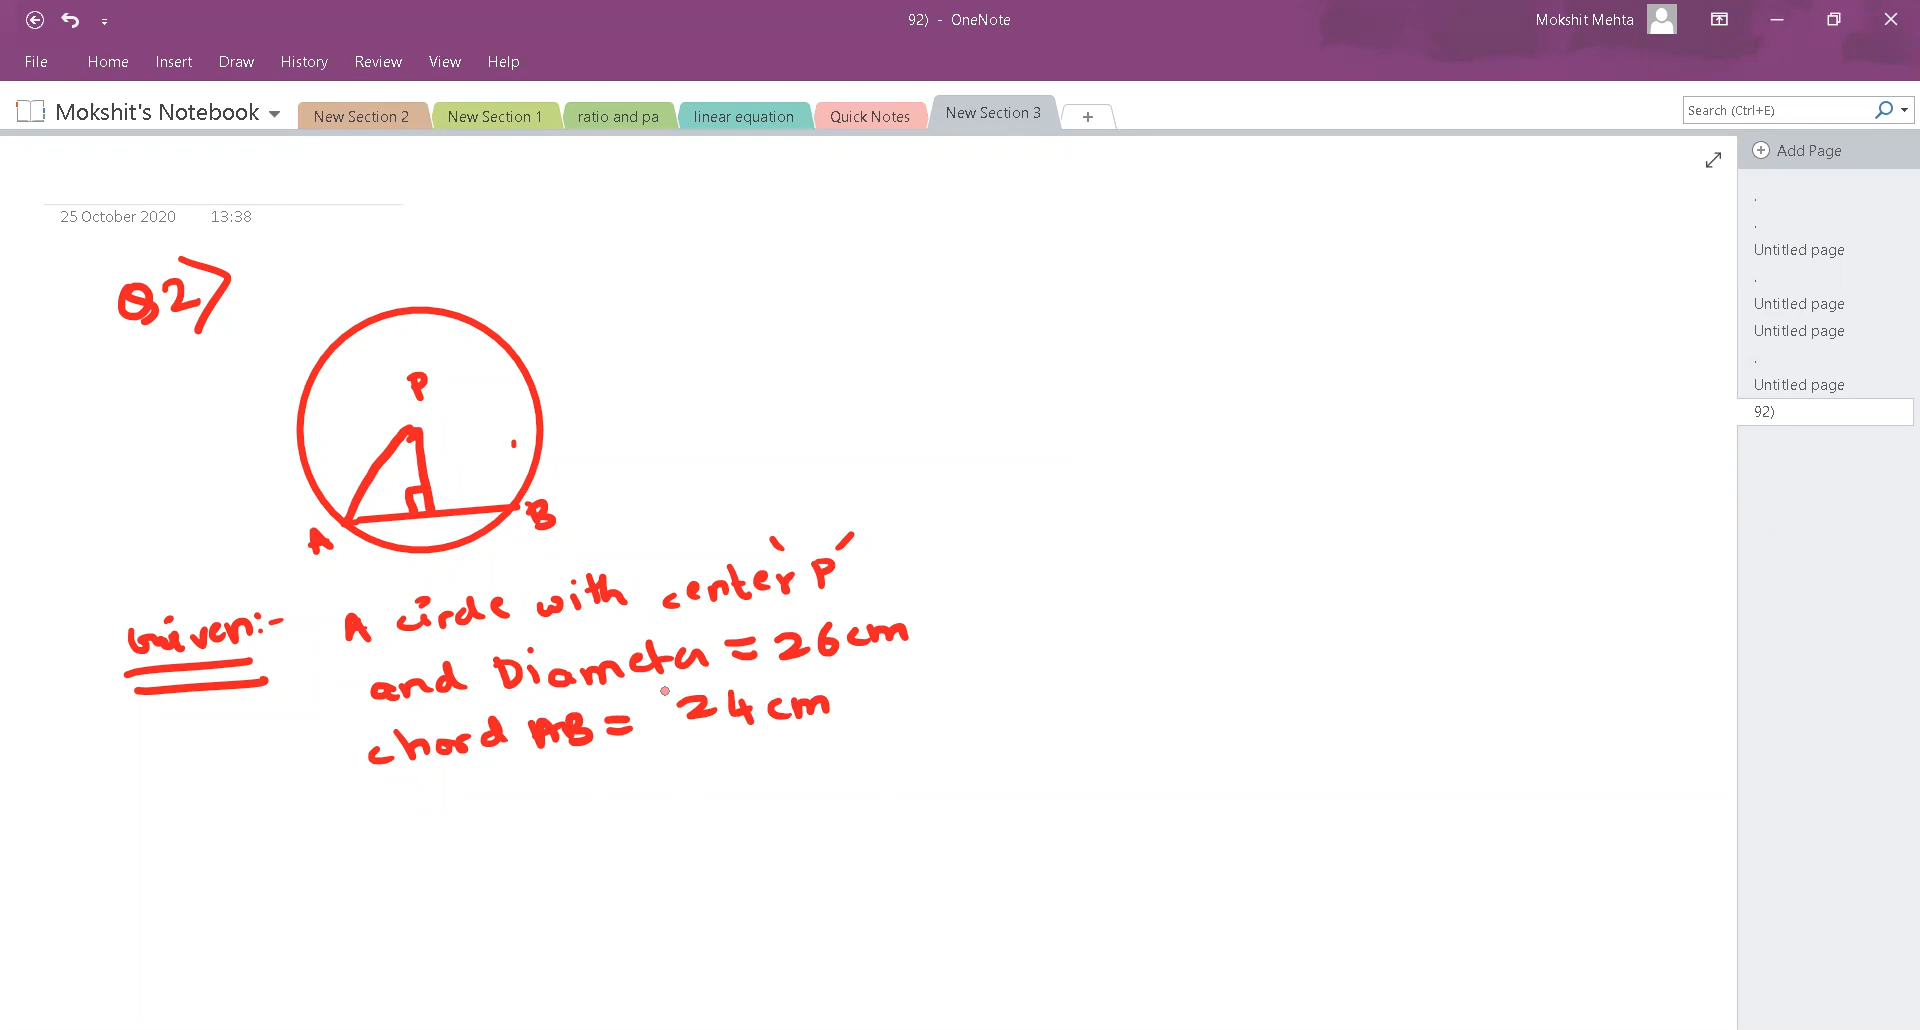 92) - OneNote
Mokshit Mehta
File Home Insert Draw History Review View Help
Mokshit's Notebook
New Section 2 New Section 1 ratio and pa linear equation Quick Notes New Section 3 +
Search (Ctrl+E)
Add Page
25 October 2020 13:38
.
.
Untitled page
.
Untitled page
Untitled page
.
Untitled page
92)
Q2)
P
A
B
Given:- A circle with center 'P'
and Diameter = 26cm
chord AB = 24cm